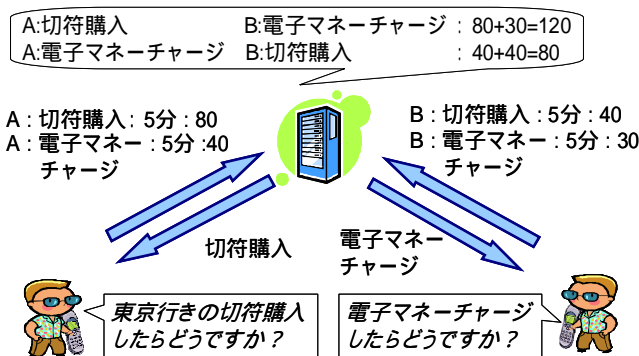 A:切符購入 B:電子マネーチャージ : 80+30=120
A:電子マネーチャージ B:切符購入 : 40+40=80
A : 切符購入 : 5分 : 80
A : 電子マネー : 5分 :40
チャージ
B : 切符購入 : 5分 : 40
B : 電子マネー : 5分 : 30
チャージ
切符購入
電子マネー
チャージ
東京行きの切符購入
したらどうですか？
電子マネーチャージ
したらどうですか？